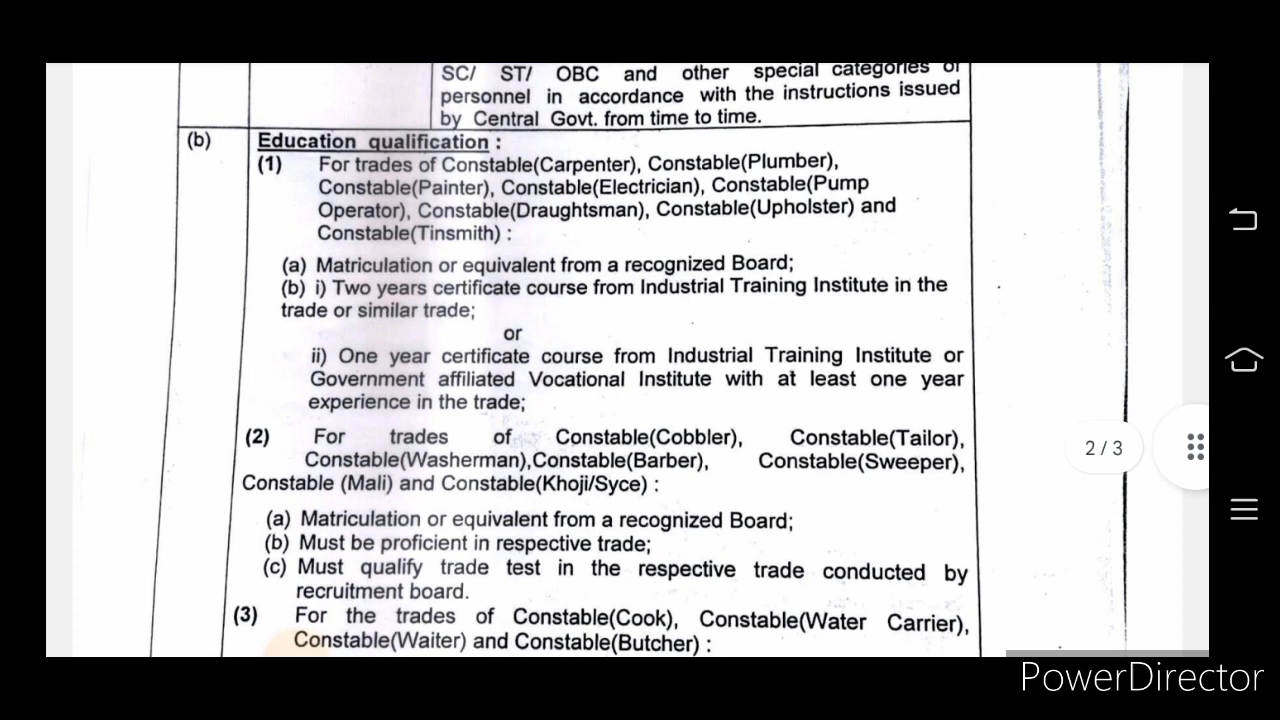 SC/ ST/ OBC and other special categories of
personnel in accordance with the instructions issued
by Central Govt. from time to time.
(b) Education qualification :
(1) For trades of Constable(Carpenter), Constable(Plumber),
Constable(Painter), Constable(Electrician), Constable(Pump
Operator), Constable(Draughtsman), Constable(Upholster) and
Constable(Tinsmith) :
(a) Matriculation or equivalent from a recognized Board;
(b) i) Two years certificate course from Industrial Training Institute in the
trade or similar trade;
or
ii) One year certificate course from Industrial Training Institute or
Government affiliated Vocational Institute with at least one year
experience in the trade;
(2) For trades of Constable(Cobbler), Constable(Tailor),
Constable(Washerman),Constable(Barber), Constable(Sweeper),
Constable (Mali) and Constable(Khoji/Syce) :
(a) Matriculation or equivalent from a recognized Board;
(b) Must be proficient in respective trade;
(c) Must qualify trade test in the respective trade conducted by
recruitment board.
(3) For the trades of Constable(Cook), Constable(Water Carrier),
Constable(Waiter) and Constable(Butcher) :
2 / 3
PowerDirector